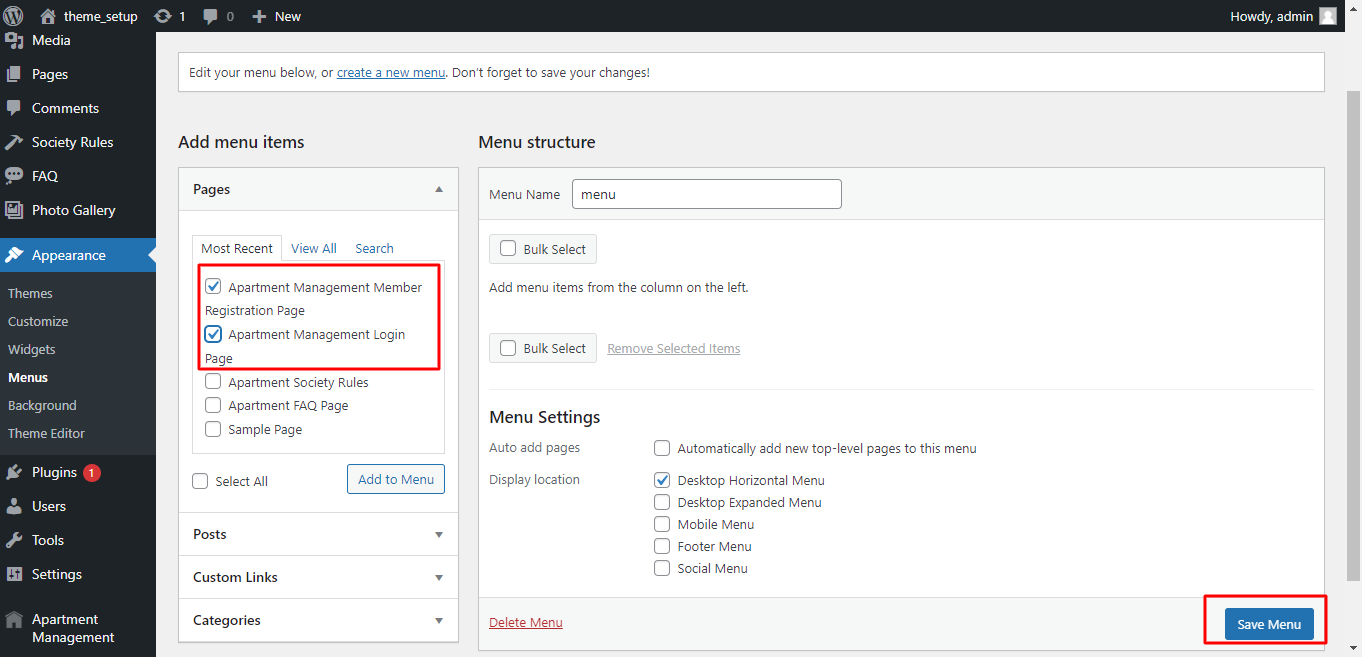 theme_setup 1 0 New Howdy, admin
Media
Pages
Comments
Society Rules
FAQ
Photo Gallery
Appearance
Themes
Customize
Widgets
Menus
Background
Theme Editor
Plugins 1
Users
Tools
Settings
Apartment
Management
Edit your menu below, or create a new menu. Don't forget to save your changes!
Add menu items
Pages
Most Recent View All Search
Apartment Management Member
Registration Page
Apartment Management Login
Page
Apartment Society Rules
Apartment FAQ Page
Sample Page
Select All Add to Menu
Posts
Custom Links
Categories
Menu structure
Menu Name menu
Bulk Select
Add menu items from the column on the left.
Bulk Select Remove Selected Items
Menu Settings
Auto add pages Automatically add new top-level pages to this menu
Display location Desktop Horizontal Menu
Desktop Expanded Menu
Mobile Menu
Footer Menu
Social Menu
Delete Menu Save Menu